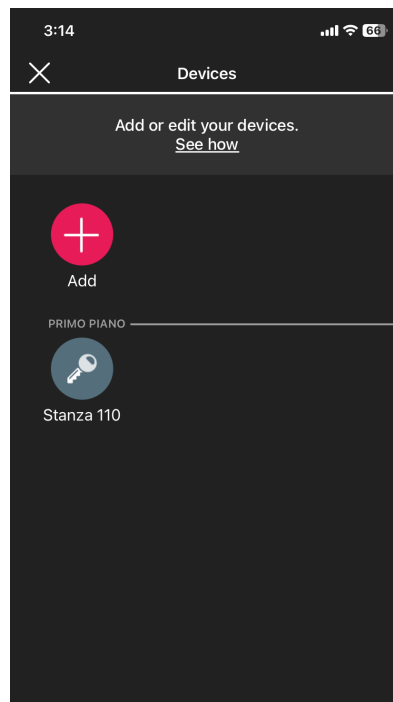 3:14
66
Devices
Add or edit your devices.
See how
Add
PRIMO PIANO
Stanza 110